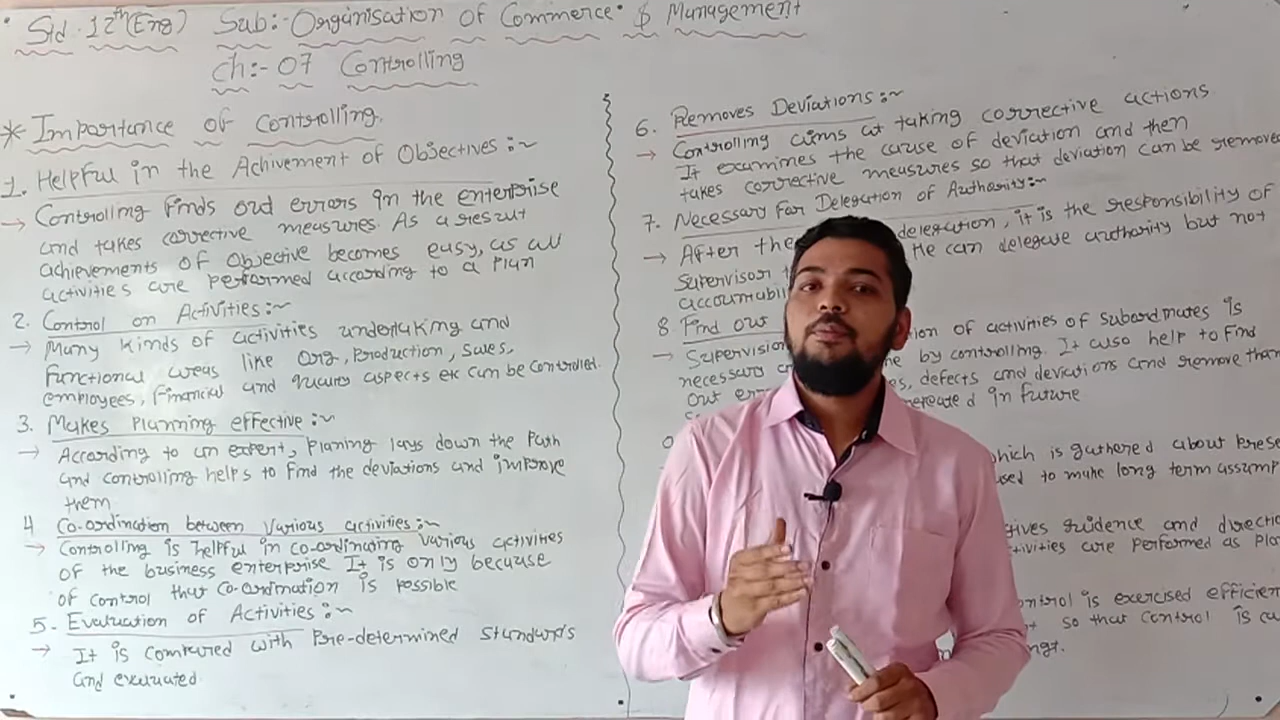 Std. 12th (Eng) Sub:- Organisation of Commerce & Management
Ch:- 07 Controlling
* Importance of Controlling.
1. Helpful in the Achivement of Objectives:~
→ Controlling finds out errors in the enterprise
and takes corrective measures. As a result
achievements of Objective becomes easy, as all
activities are performed according to a Plan
2. Control on Activities:~
→ Many kinds of activities undertaking and
Functional areas like Org, Production, Sales,
employees, Financial and quality aspects etc can be controlled.
3. Makes Planning effective:~
→ According to an expert, Planning lays down the Path
and controlling helps to find the deviations and improve
them
4 Co-ordination between Various activities:~
→ Controlling is helpful in co-ordinating Various activities
of the business enterprise It is only because
of control that Co-ordination is Possible
5. Evaluation of Activities:~
→ It is compared with Pre-determined Standards
and evaluated
6. Removes Deviations:~
→ Controlling aims at taking corrective actions.
It examines the cause of deviation and then
takes corrective measures so that deviation can be removed
7. Necessary for Delegation of Authority:~
→ After the delegation, it is the responsibility of
Supervisor He can delegate authority but not
8. Find out
→ Supervision of activities of subordinates is
necessary by controlling. It also help to find
out defects and deviations and remove them
in future
which is gathered about
used to make long term
gives guidence and
are performed as
control is exercised
so that control is